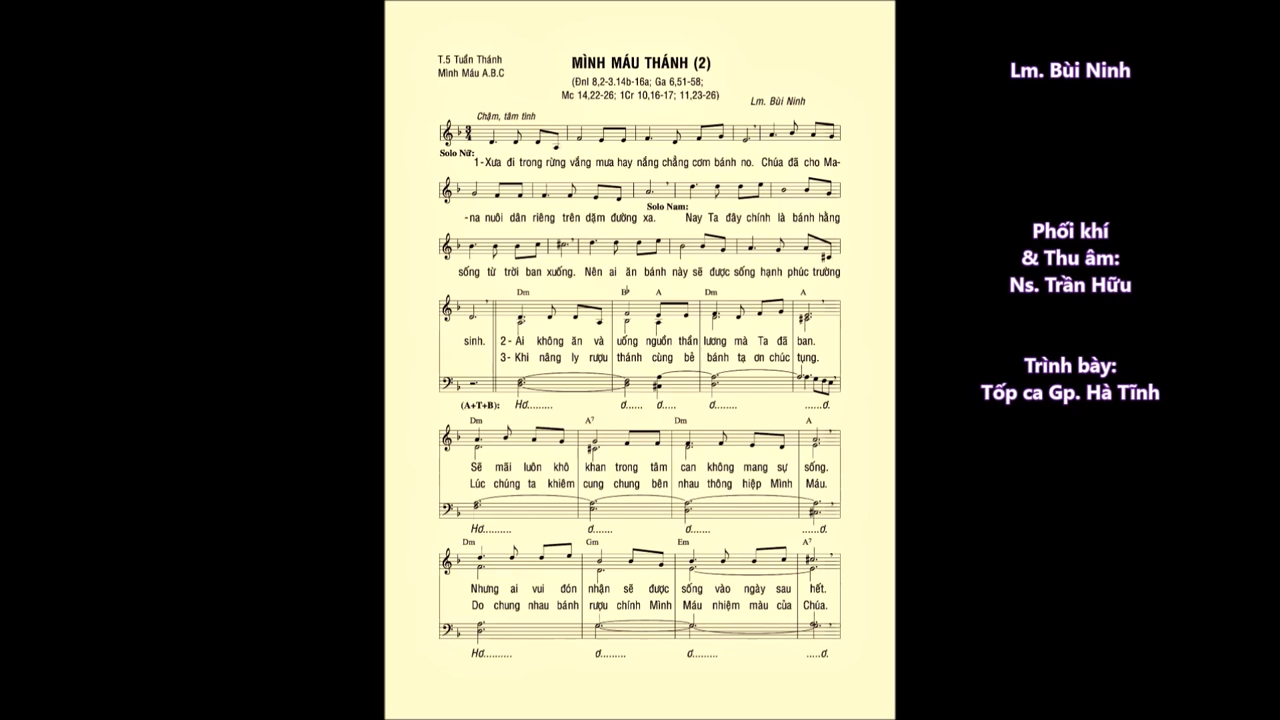 T.5 Tuần Thánh
Mình Máu A.B.C
MÌNH MÁU THÁNH (2)
(Đnl 8,2-3.14b-16a; Ga 6,51-58;
Mc 14,22-26; 1Cr 10,16-17; 11,23-26)
Lm. Bùi Ninh
Chậm, tâm tình
Solo Nữ:
1-Xưa đi trong rừng vắng mưa hay nắng chẳng cơm bánh no. Chúa đã cho Ma-
-na nuôi dân riêng trên dặm đường xa. Nay Ta đây chính là bánh hằng
Solo Nam:
sống từ trời ban xuống. Nên ai ăn bánh này sẽ được sống hạnh phúc trường
Dm B♭ A Dm A
sinh. 2- Ai không ăn và uống nguồn thần lương mà Ta đã ban.
3- Khi nâng ly rượu thánh cùng bẻ bánh tạ ơn chúc tụng.
(A+T+B): Hơ......... ơ...... ơ..... ơ........ ......ơ.
Dm A7 Dm A
Sẽ mãi luôn khô khan trong tâm can không mang sự sống.
Lúc chúng ta khiêm cung chung bên nhau thông hiệp Mình Máu.
Hơ.......... ơ....... ơ....... ......ơ.
Dm Gm Em A7
Nhưng ai vui đón nhận sẽ được sống vào ngày sau hết.
Do chung nhau bánh rượu chính Mình Máu nhiệm màu của Chúa.
Hơ.......... ơ......... ơ......... .....ơ.
Lm. Bùi Ninh
Phối khí
& Thu âm:
Ns. Trần Hữu
Trình bày:
Tốp ca Gp. Hà Tĩnh